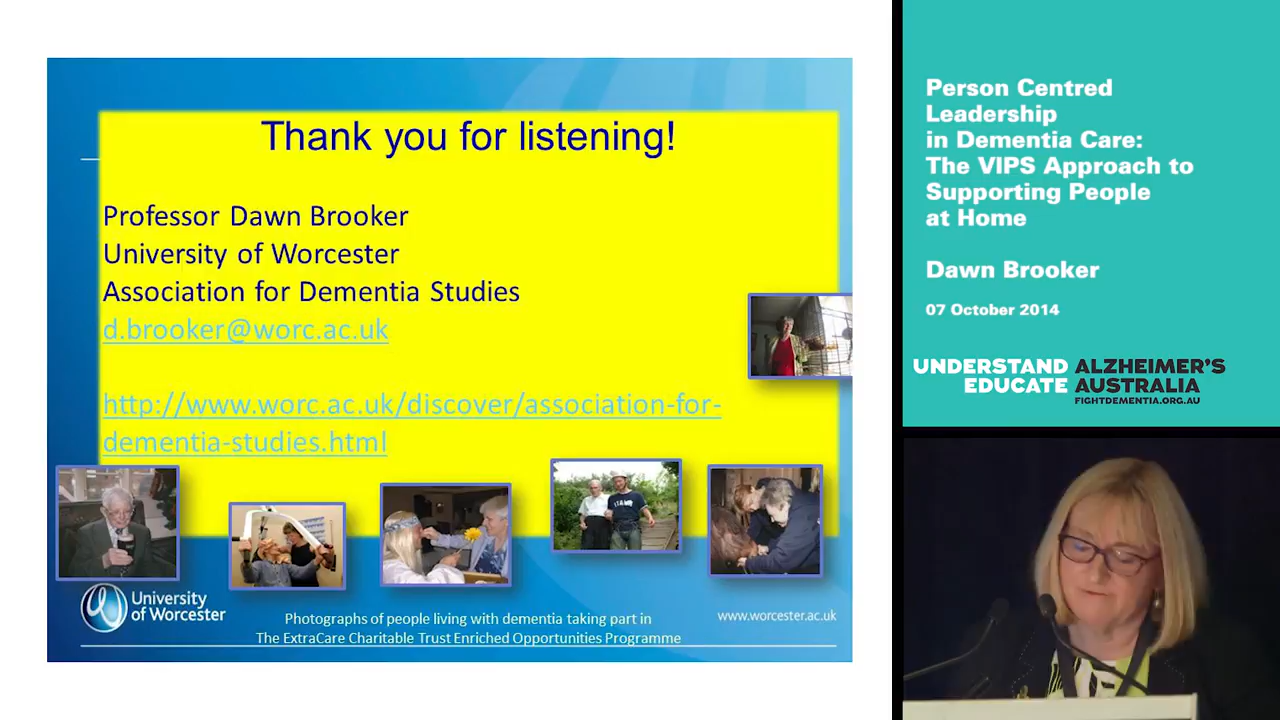 Thank you for listening!
Professor Dawn Brooker
University of Worcester
Association for Dementia Studies
d.brooker@worc.ac.uk
http://www.worc.ac.uk/discover/association-for-
dementia-studies.html
University
of Worcester
Photographs of people living with dementia taking part in
The ExtraCare Charitable Trust Enriched Opportunities Programme
www.worcester.ac.uk
Person Centred
Leadership
in Dementia Care:
The VIPS Approach to
Supporting People
at Home
Dawn Brooker
07 October 2014
UNDERSTAND
EDUCATE
ALZHEIMER'S
AUSTRALIA
FIGHTDEMENTIA.ORG.AU